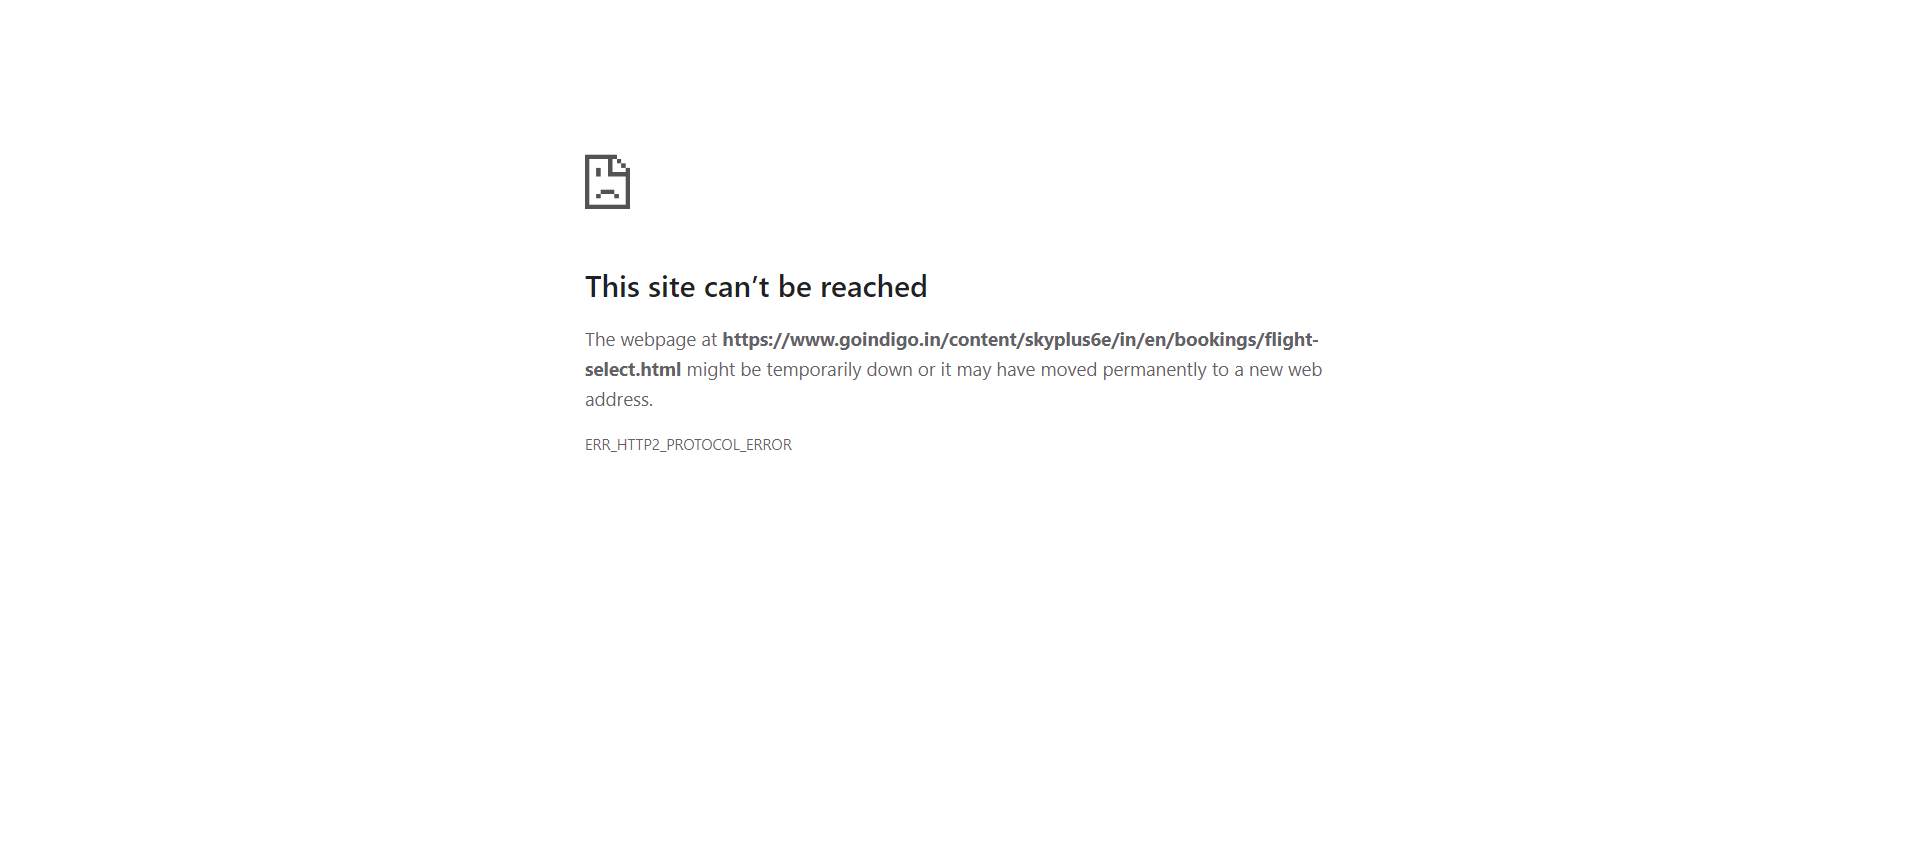 This site can’t be reached
The webpage at https://www.goindigo.in/content/skyplus6e/in/en/bookings/flight-
select.html might be temporarily down or it may have moved permanently to a new web
address.
ERR_HTTP2_PROTOCOL_ERROR